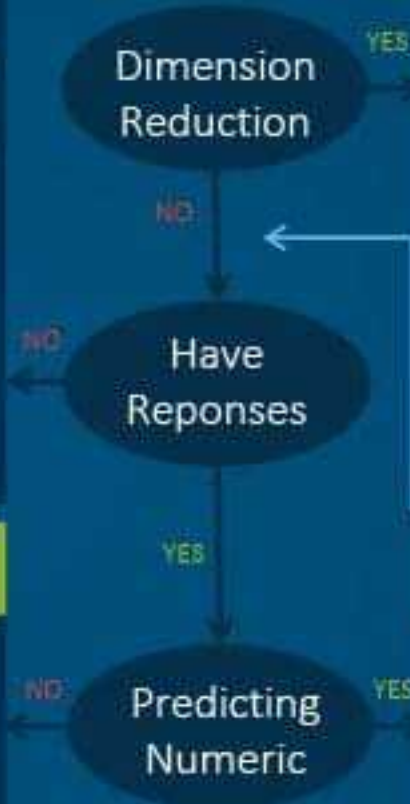 YES
Dimension
Reduction
NO
NO
Have
Reponses
YES
NO
YES
Predicting
Numeric